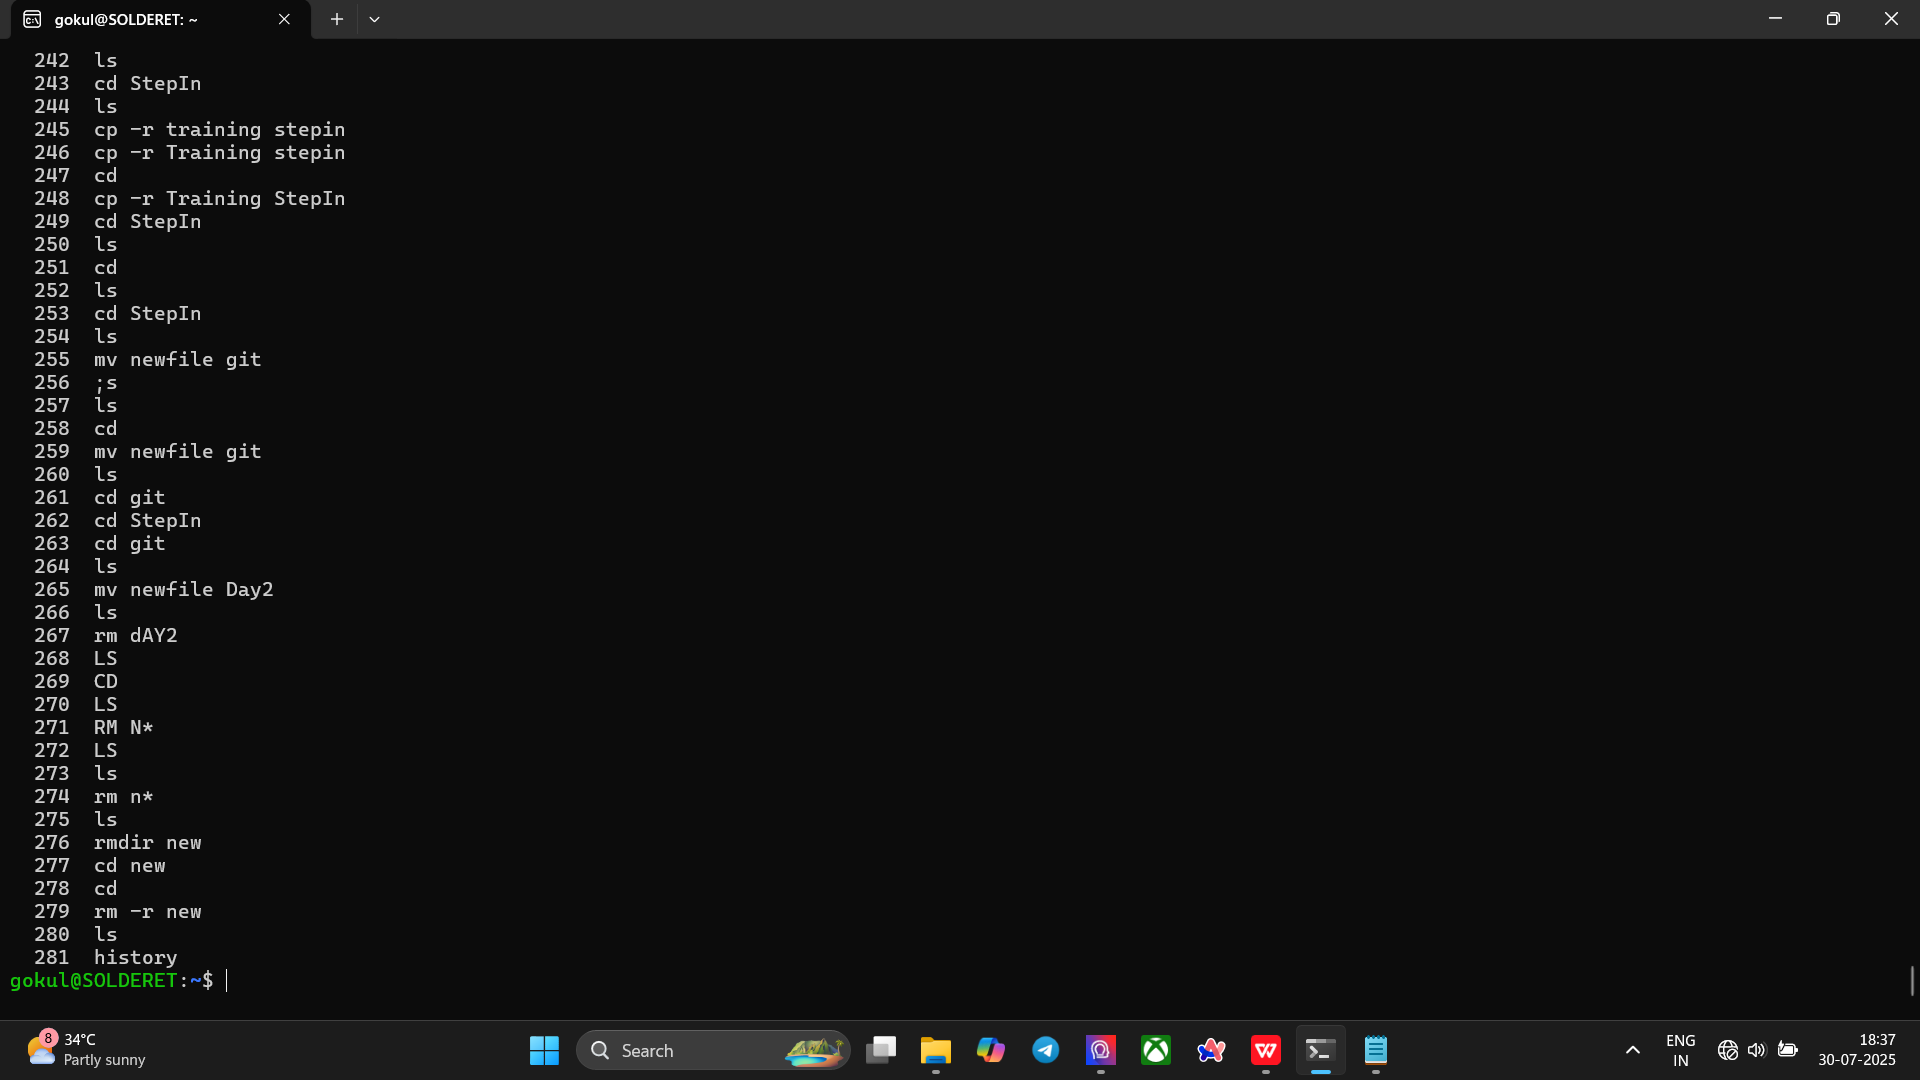 gokul@SOLDERET: ~
242 ls
243 cd StepIn
244 ls
245 cp -r training stepin
246 cp -r Training stepin
247 cd
248 cp -r Training StepIn
249 cd StepIn
250 ls
251 cd
252 ls
253 cd StepIn
254 ls
255 mv newfile git
256 ;s
257 ls
258 cd
259 mv newfile git
260 ls
261 cd git
262 cd StepIn
263 cd git
264 ls
265 mv newfile Day2
266 ls
267 rm dAY2
268 LS
269 CD
270 LS
271 RM N*
272 LS
273 ls
274 rm n*
275 ls
276 rmdir new
277 cd new
278 cd
279 rm -r new
280 ls
281 history
gokul@SOLDERET:~$
8
34°C
Partly sunny
Search
ENG
IN
18:37
30-07-2025